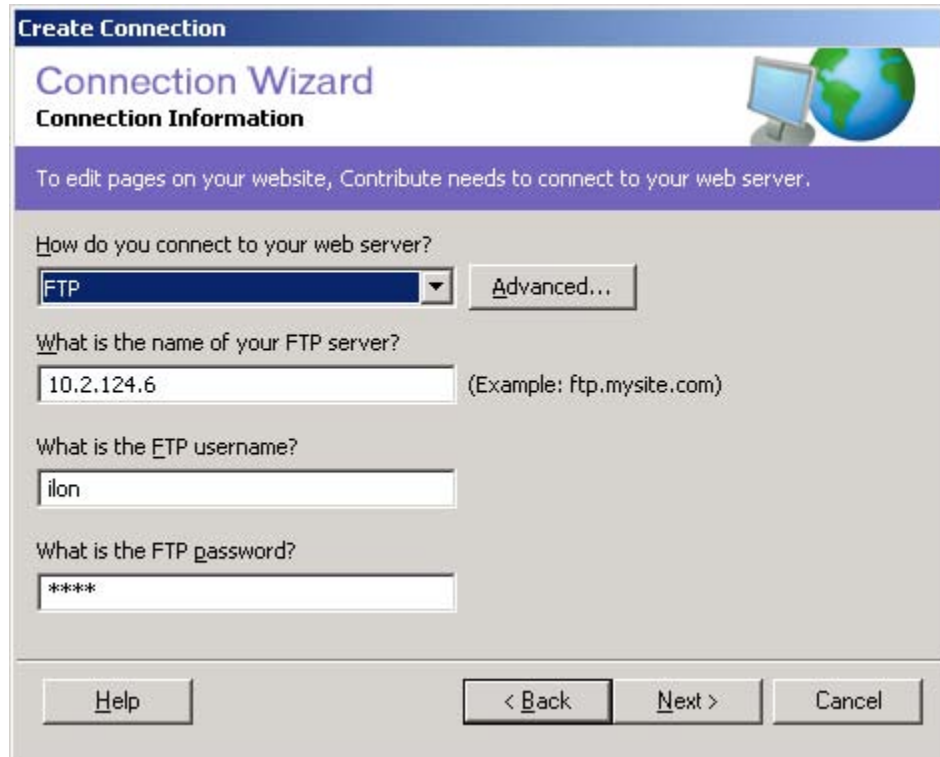 Create Connection
Connection Wizard
Connection Information
To edit pages on your website, Contribute needs to connect to your web server.
How do you connect to your web server?
FTP
Advanced...
What is the name of your FTP server?
10.2.124.6
(Example: ftp.mysite.com)
What is the FTP username?
ilon
What is the FTP password?
****
Help
< Back
Next >
Cancel